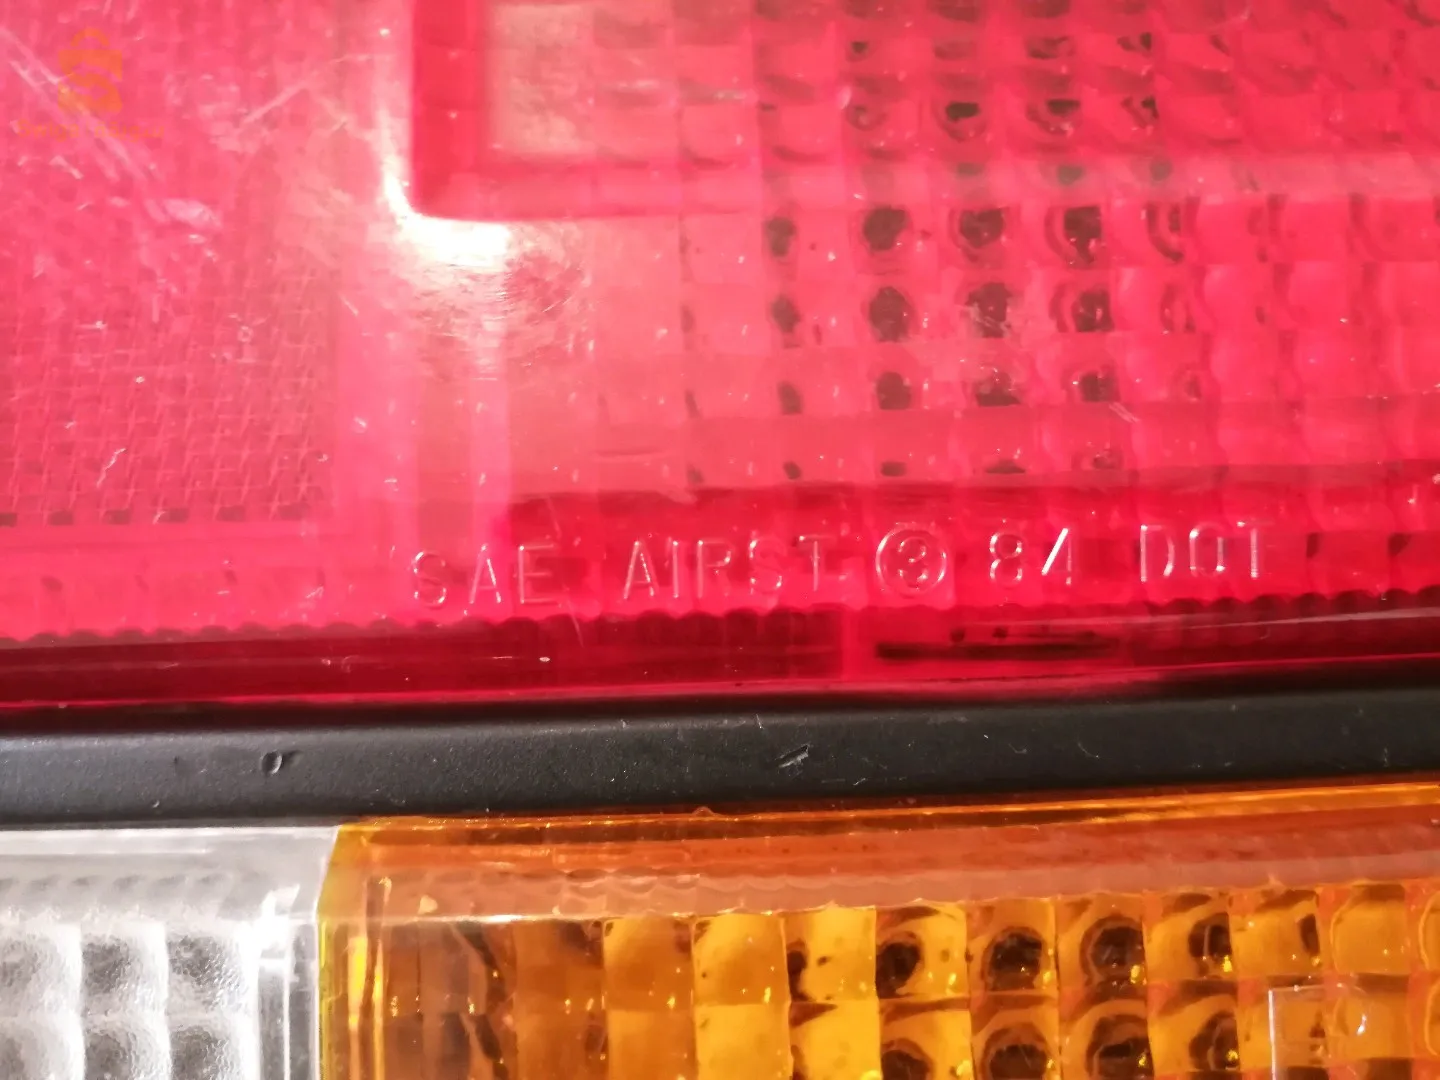 SAE AIRST ③ 84 DOT